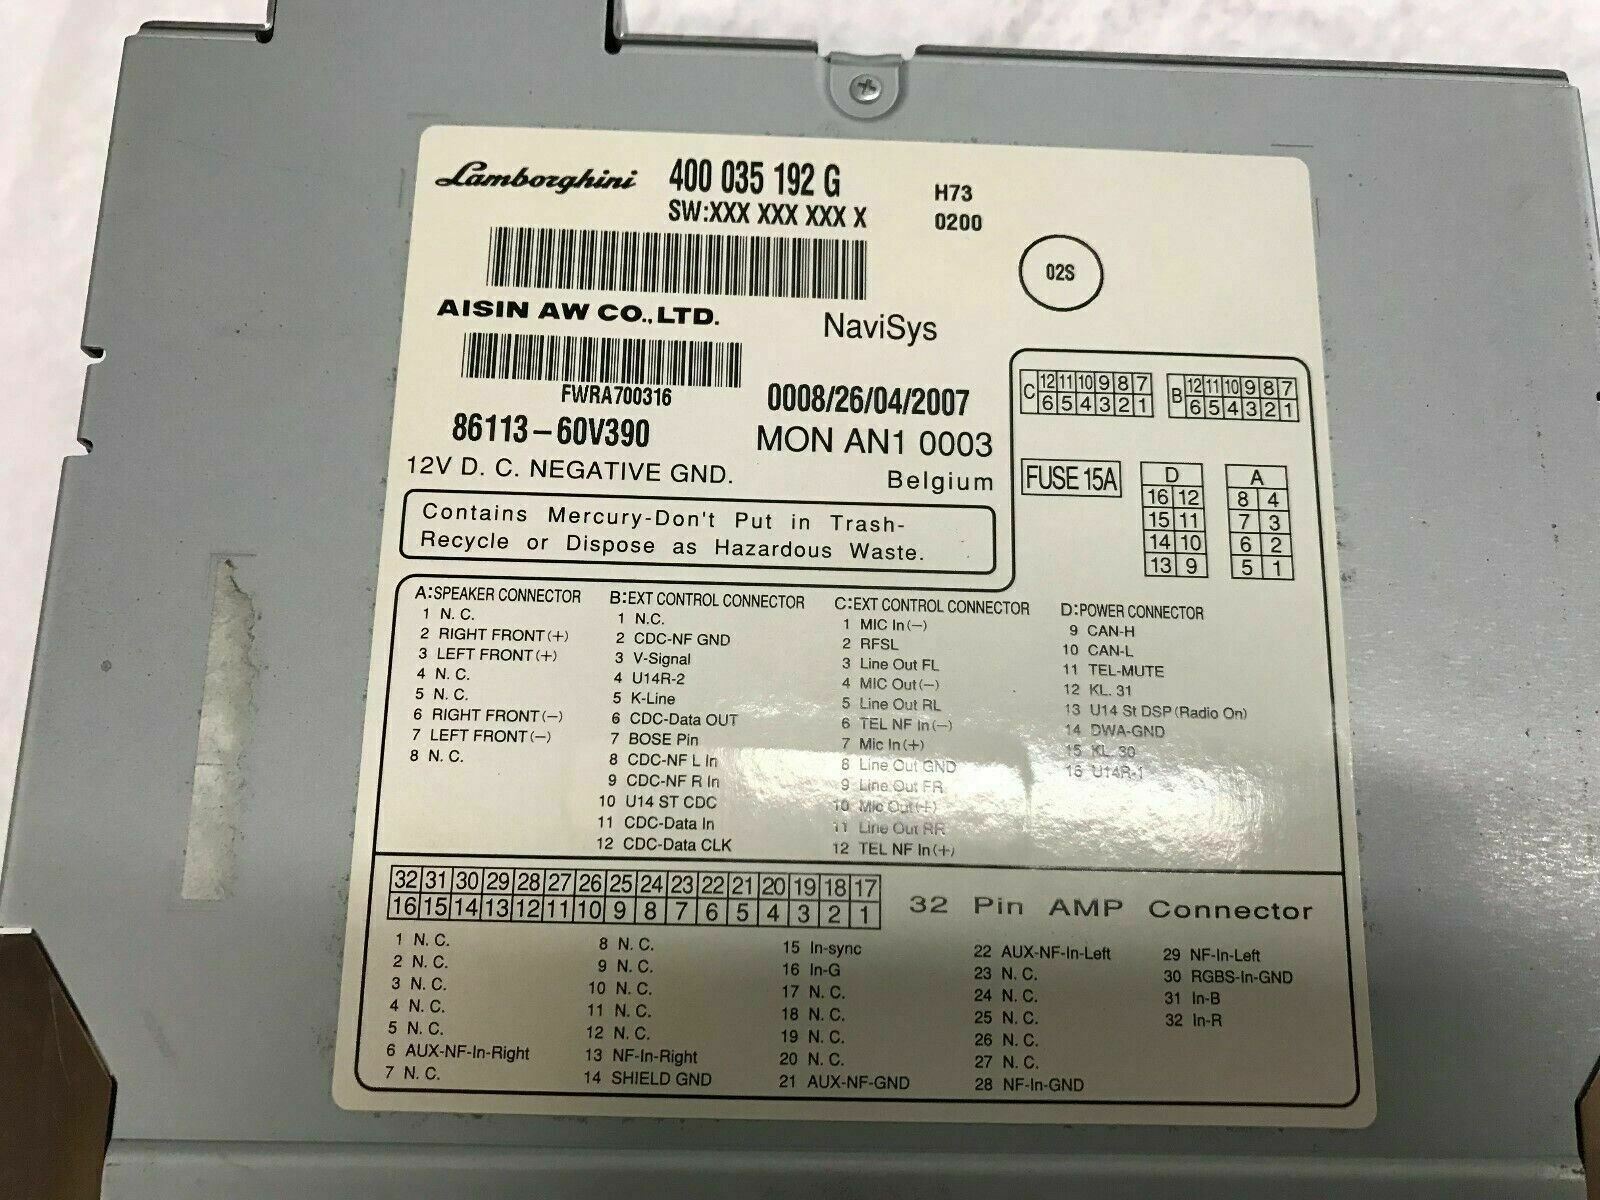 Lamborghini 400 035 192 G H73
SW:XXX XXX XXX X 0200
02S
AISIN AW CO.,LTD. NaviSys
FWRA700316
0008/26/04/2007
86113-60V390 MON AN1 0003
12V D. C. NEGATIVE GND. Belgium
Contains Mercury-Don't Put in Trash-
Recycle or Dispose as Hazardous Waste.
C 12 11 10 9 8 7
6 5 4 3 2 1
B 12 11 10 9 8 7
6 5 4 3 2 1
FUSE 15A
D
16 12
15 11
14 10
13 9
A
8 4
7 3
6 2
5 1
A:SPEAKER CONNECTOR
1 N. C.
2 RIGHT FRONT(+)
3 LEFT FRONT(+)
4 N. C.
5 N. C.
6 RIGHT FRONT(-)
7 LEFT FRONT(-)
8 N. C.
B:EXT CONTROL CONNECTOR
1 N.C.
2 CDC-NF GND
3 V-Signal
4 U14R-2
5 K-Line
6 CDC-Data OUT
7 BOSE Pin
8 CDC-NF L In
9 CDC-NF R In
10 U14 ST CDC
11 CDC-Data In
12 CDC-Data CLK
C:EXT CONTROL CONNECTOR
1 MIC In(-)
2 RFSL
3 Line Out FL
4 MIC Out(-)
5 Line Out RL
6 TEL NF In(-)
7 Mic In(+)
8 Line Out GND
9 Line Out FR
10 Mic Out(+)
11 Line Out RR
12 TEL NF In(+)
D:POWER CONNECTOR
9 CAN-H
10 CAN-L
11 TEL-MUTE
12 KL. 31
13 U14 St DSP(Radio On)
14 DWA-GND
15 KL. 30
16 U14R-1
32 31 30 29 28 27 26 25 24 23 22 21 20 19 18 17
16 15 14 13 12 11 10 9 8 7 6 5 4 3 2 1
32 Pin AMP Connector
1 N. C.
2 N. C.
3 N. C.
4 N. C.
5 N. C.
6 AUX-NF-In-Right
7 N. C.
8 N. C.
9 N. C.
10 N. C.
11 N. C.
12 N. C.
13 NF-In-Right
14 SHIELD GND
15 In-sync
16 In-G
17 N. C.
18 N. C.
19 N. C.
20 N. C.
21 AUX-NF-GND
22 AUX-NF-In-Left
23 N. C.
24 N. C.
25 N. C.
26 N. C.
27 N. C.
28 NF-In-GND
29 NF-In-Left
30 RGBS-In-GND
31 In-B
32 In-R